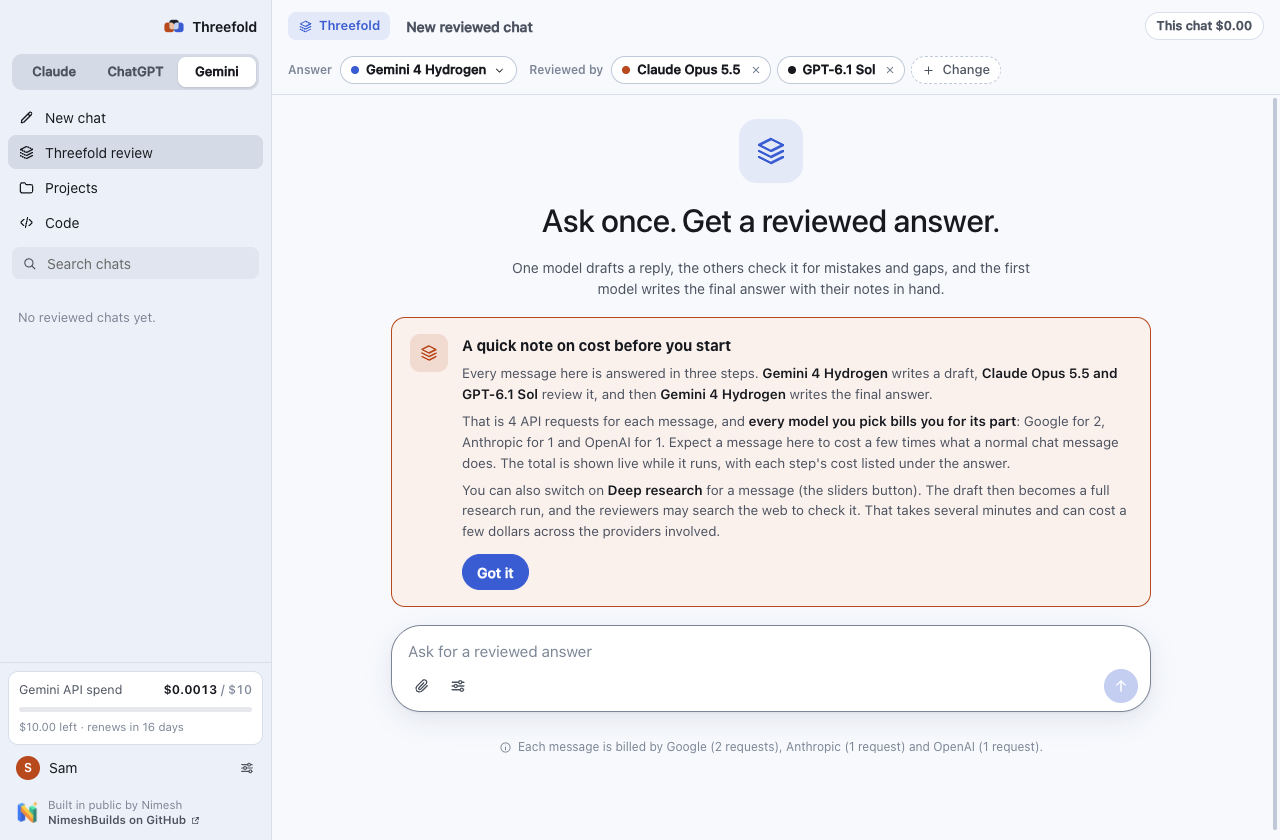 Threefold
Claude
ChatGPT
Gemini
New chat
Threefold review
Projects
Code
Search chats
No reviewed chats yet.
Gemini API spend
$0.0013 / $10
$10.00 left · renews in 16 days
S
Sam
Built in public by Nimesh
NimeshBuilds on GitHub
Threefold
New reviewed chat
This chat $0.00
Answer
Gemini 4 Hydrogen
Reviewed by
Claude Opus 5.5 ×
GPT-6.1 Sol ×
+ Change
Ask once. Get a reviewed answer.
One model drafts a reply, the others check it for mistakes and gaps, and the first
model writes the final answer with their notes in hand.
A quick note on cost before you start
Every message here is answered in three steps. Gemini 4 Hydrogen writes a draft, Claude Opus 5.5 and
GPT-6.1 Sol review it, and then Gemini 4 Hydrogen writes the final answer.
That is 4 API requests for each message, and every model you pick bills you for its part: Google for 2,
Anthropic for 1 and OpenAI for 1. Expect a message here to cost a few times what a normal chat message
does. The total is shown live while it runs, with each step's cost listed under the answer.
You can also switch on Deep research for a message (the sliders button). The draft then becomes a full
research run, and the reviewers may search the web to check it. That takes several minutes and can cost a
few dollars across the providers involved.
Got it
Ask for a reviewed answer
Each message is billed by Google (2 requests), Anthropic (1 request) and OpenAI (1 request).